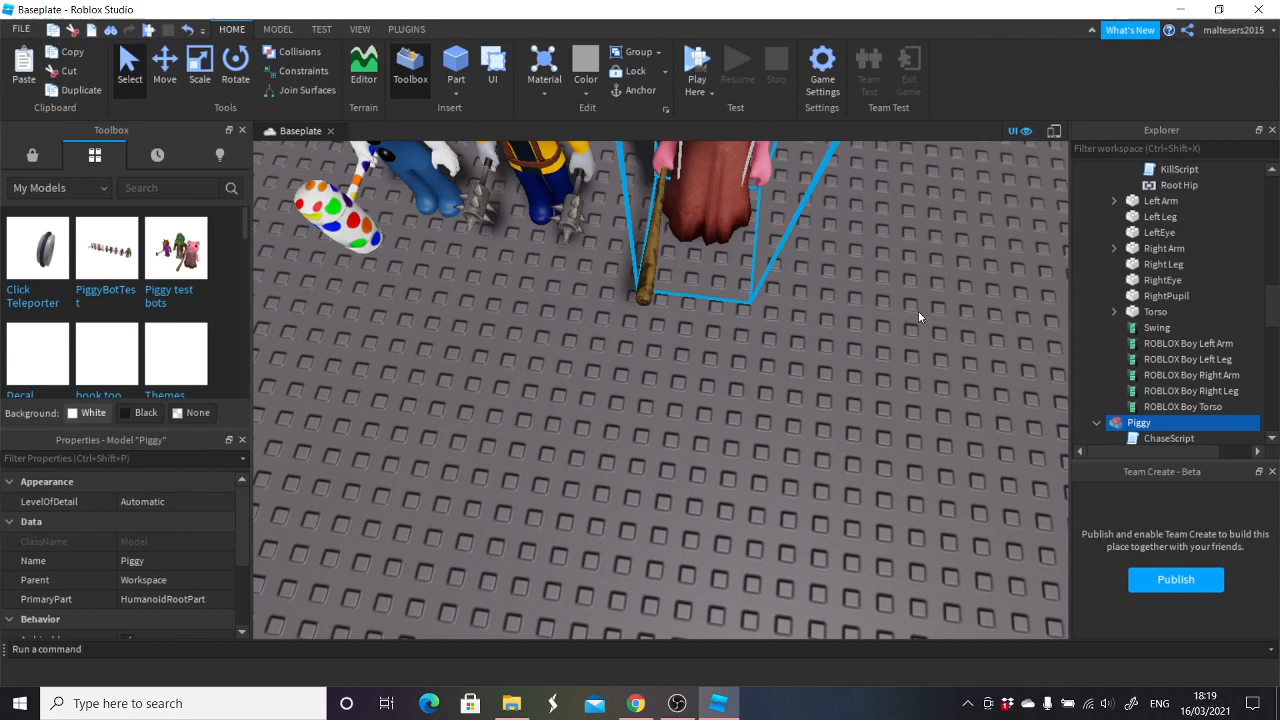 Baseplate - Roblox Studio
FILE HOME MODEL TEST VIEW PLUGINS What's New maltesers2015
Paste Copy Cut Duplicate Clipboard
Select Move Scale Rotate Collisions Constraints Join Surfaces Tools
Editor Terrain
Toolbox Part UI Insert
Material Color Group Lock Anchor Edit
Play Here Resume Stop Test
Game Settings Settings
Team Test Exit Game Team Test
Toolbox
My Models Search
Click Teleporter
PiggyBotTest
Piggy test bots
Decal
book too
Themes
Background: White Black None
Properties - Model "Piggy"
Filter Properties (Ctrl+Shift+P)
Appearance
LevelOfDetail Automatic
Data
ClassName Model
Name Piggy
Parent Workspace
PrimaryPart HumanoidRootPart
Behavior
Baseplate
UI
Explorer
Filter workspace (Ctrl+Shift+X)
KillScript
Root Hip
Left Arm
Left Leg
LeftEye
Right Arm
Right Leg
RightEye
RightPupil
Torso
Swing
ROBLOX Boy Left Arm
ROBLOX Boy Left Leg
ROBLOX Boy Right Arm
ROBLOX Boy Right Leg
ROBLOX Boy Torso
Piggy
ChaseScript
Team Create - Beta
Publish and enable Team Create to build this
place together with your friends.
Publish
Run a command
Type here to search
ENG
18:19
16/03/2021